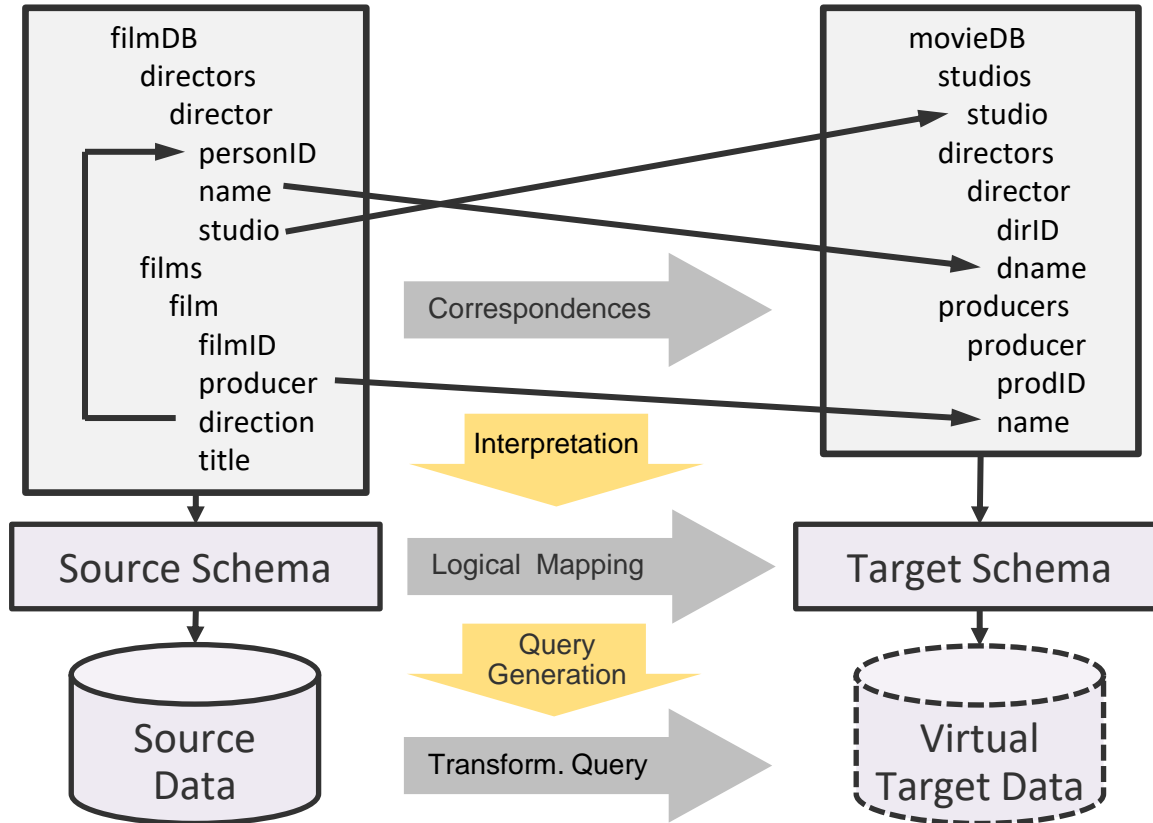 filmDB
directors
director
personID
name
studio
films
film
filmID
producer
direction
title
movieDB
studios
studio
directors
director
dirID
dname
producers
producer
prodID
name
Correspondences
Interpretation
Source Schema
Logical Mapping
Target Schema
Query
Generation
Source
Data
Transform. Query
Virtual
Target Data